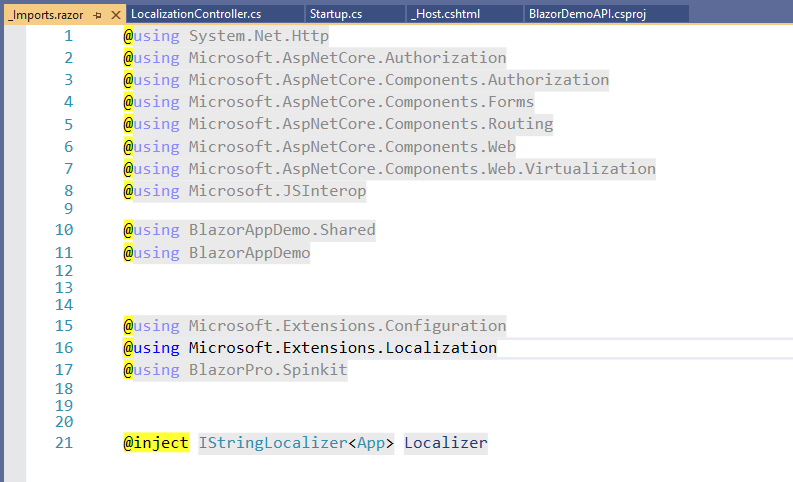 _Imports.razor LocalizationController.cs Startup.cs _Host.cshtml BlazorDemoAPI.csproj
1 @using System.Net.Http
2 @using Microsoft.AspNetCore.Authorization
3 @using Microsoft.AspNetCore.Components.Authorization
4 @using Microsoft.AspNetCore.Components.Forms
5 @using Microsoft.AspNetCore.Components.Routing
6 @using Microsoft.AspNetCore.Components.Web
7 @using Microsoft.AspNetCore.Components.Web.Virtualization
8 @using Microsoft.JSInterop
9
10 @using BlazorAppDemo.Shared
11 @using BlazorAppDemo
12
13
14
15 @using Microsoft.Extensions.Configuration
16 @using Microsoft.Extensions.Localization
17 @using BlazorPro.Spinkit
18
19
20
21 @inject IStringLocalizer<App> Localizer